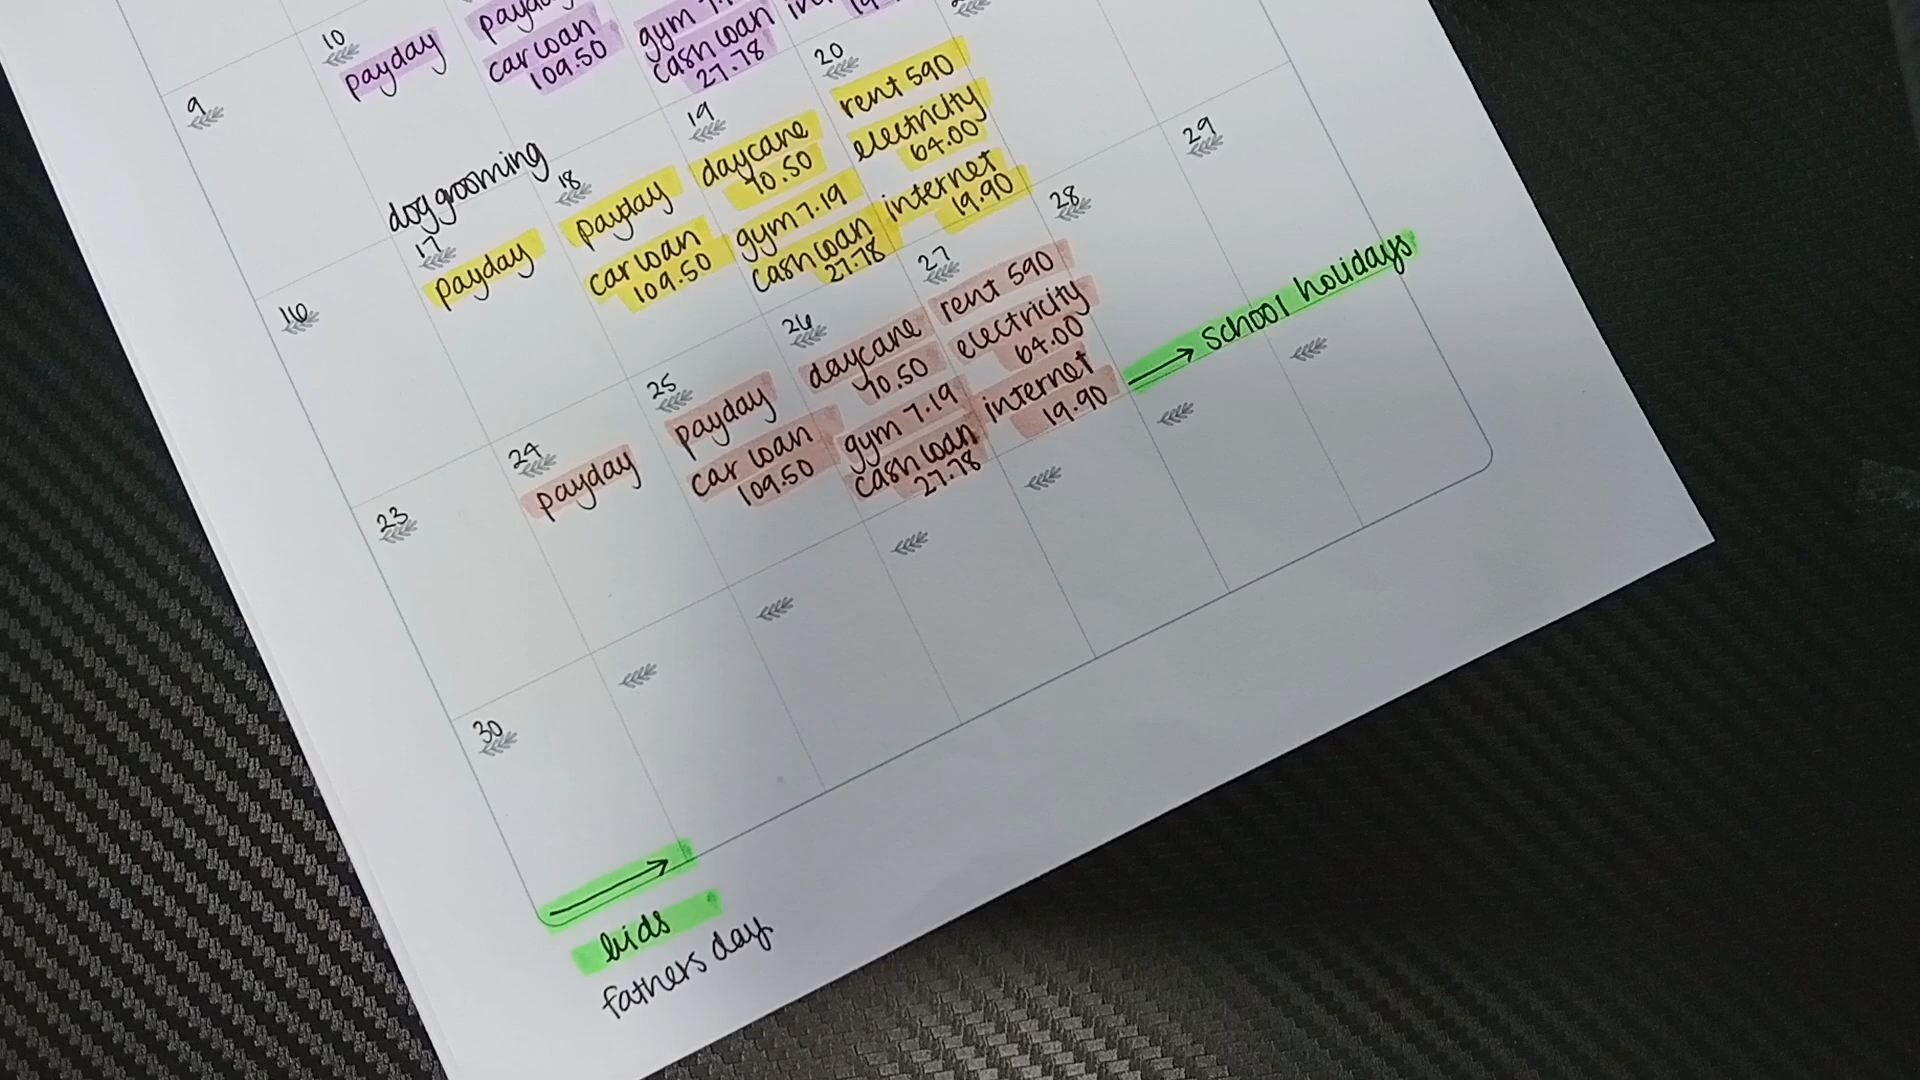 9
10
payday
payday
car loan
109.50
gym 7.1
cash loan
27.78
dog grooming
16
17
payday
18
payday
car loan
109.50
19
daycare
70.50
gym 7.19
cash loan
27.78
20
rent 590
electricity
64.00
internet
19.90
23
24
payday
25
payday
car loan
109.50
26
daycare
70.50
gym 7.19
cash loan
27.78
27
rent 590
electricity
64.00
internet
19.90
28
29
→ School holidays
30
→
kids
fathers day